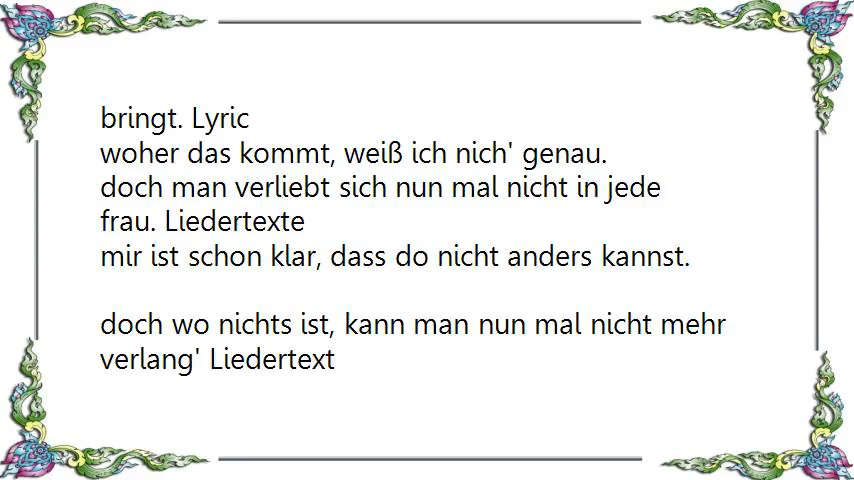 bringt. Lyric
woher das kommt, weiß ich nich' genau.
doch man verliebt sich nun mal nicht in jede
frau. Liedertexte
mir ist schon klar, dass do nicht anders kannst.
doch wo nichts ist, kann man nun mal nicht mehr
verlang' Liedertext